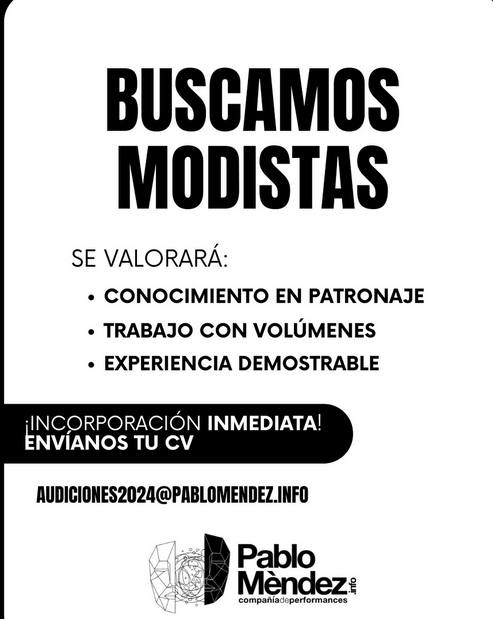 BUSCAMOS
MODISTAS
SE VALORARÁ:
• CONOCIMIENTO EN PATRONAJE
• TRABAJO CON VOLÚMENES
• EXPERIENCIA DEMOSTRABLE
¡INCORPORACIÓN INMEDIATA!
ENVÍANOS TU CV
AUDICIONES2024@PABLOMENDEZ.INFO
Pablo
Mèndez.info
compañíadeperformances